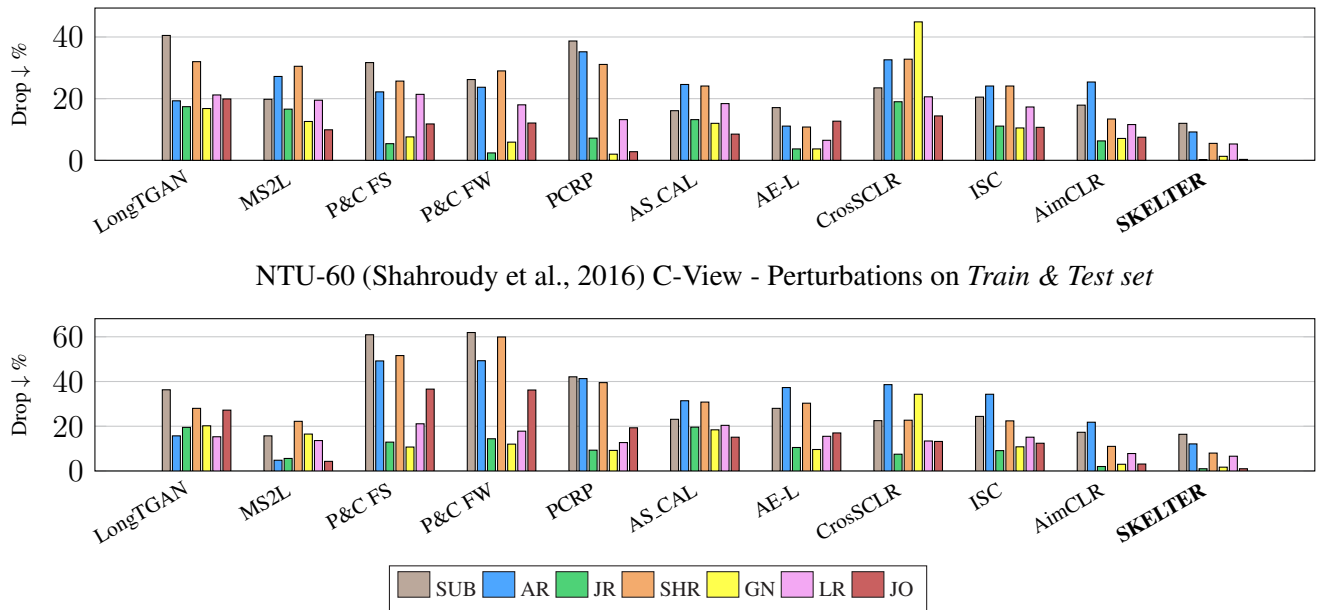 40
20
0
Drop ↓ %
LongTGAN MS2L P&C FS P&C FW PCRP AS_CAL AE-L CrosSCLR ISC AimCLR SKELTER
NTU-60 (Shahroudy et al., 2016) C-View - Perturbations on Train & Test set
60
40
20
0
Drop ↓ %
LongTGAN MS2L P&C FS P&C FW PCRP AS_CAL AE-L CrosSCLR ISC AimCLR SKELTER
SUB AR JR SHR GN LR JO